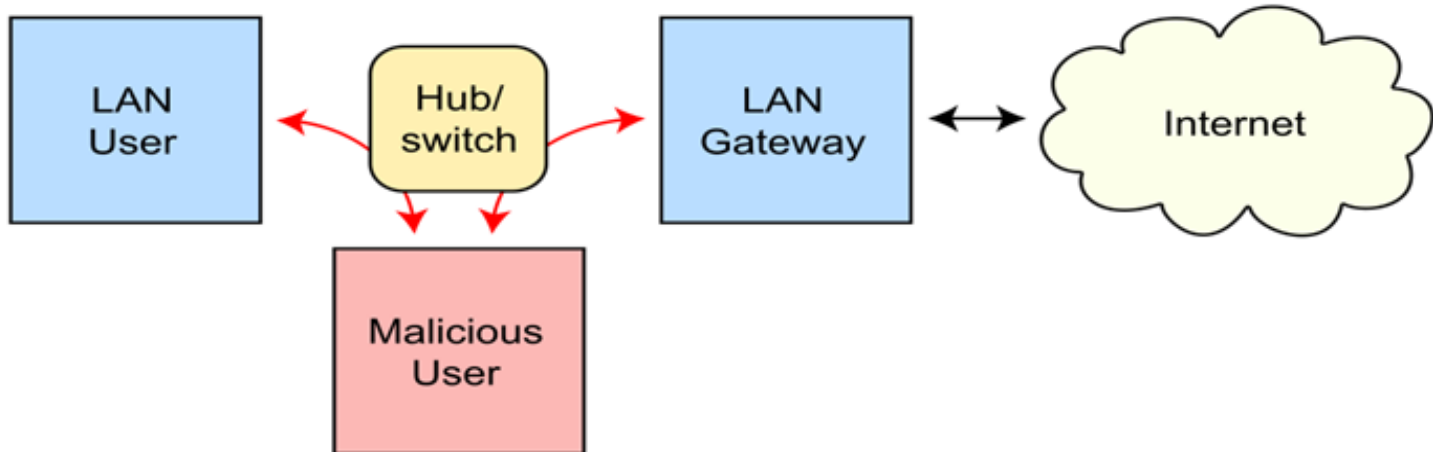 LAN
User
Hub/
switch
LAN
Gateway
Internet
Malicious
User